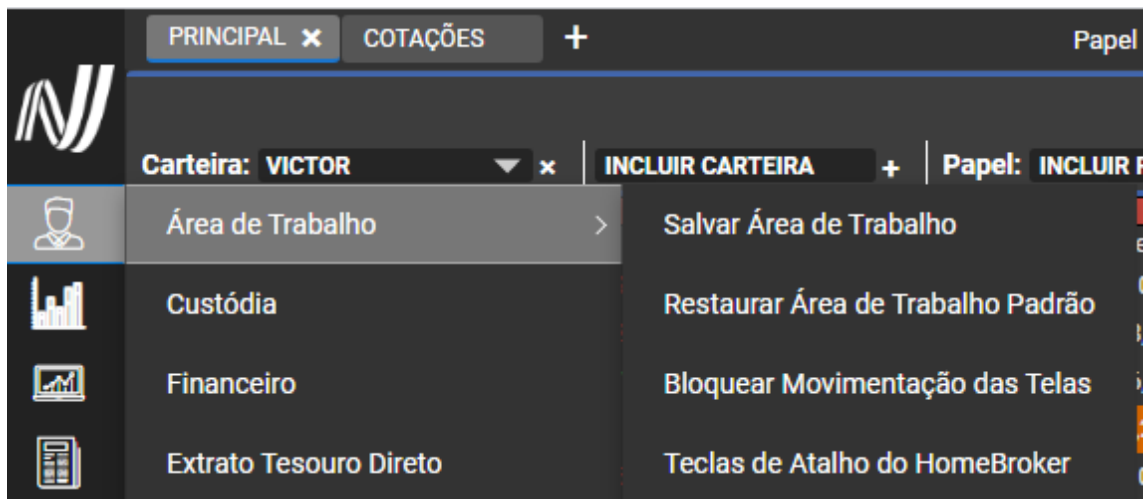 PRINCIPAL COTAÇÕES Papel
Carteira: VICTOR INCLUIR CARTEIRA + Papel: INCLUIR
Área de Trabalho
Custódia
Financeiro
Extrato Tesouro Direto
Salvar Área de Trabalho
Restaurar Área de Trabalho Padrão
Bloquear Movimentação das Telas
Teclas de Atalho do HomeBroker